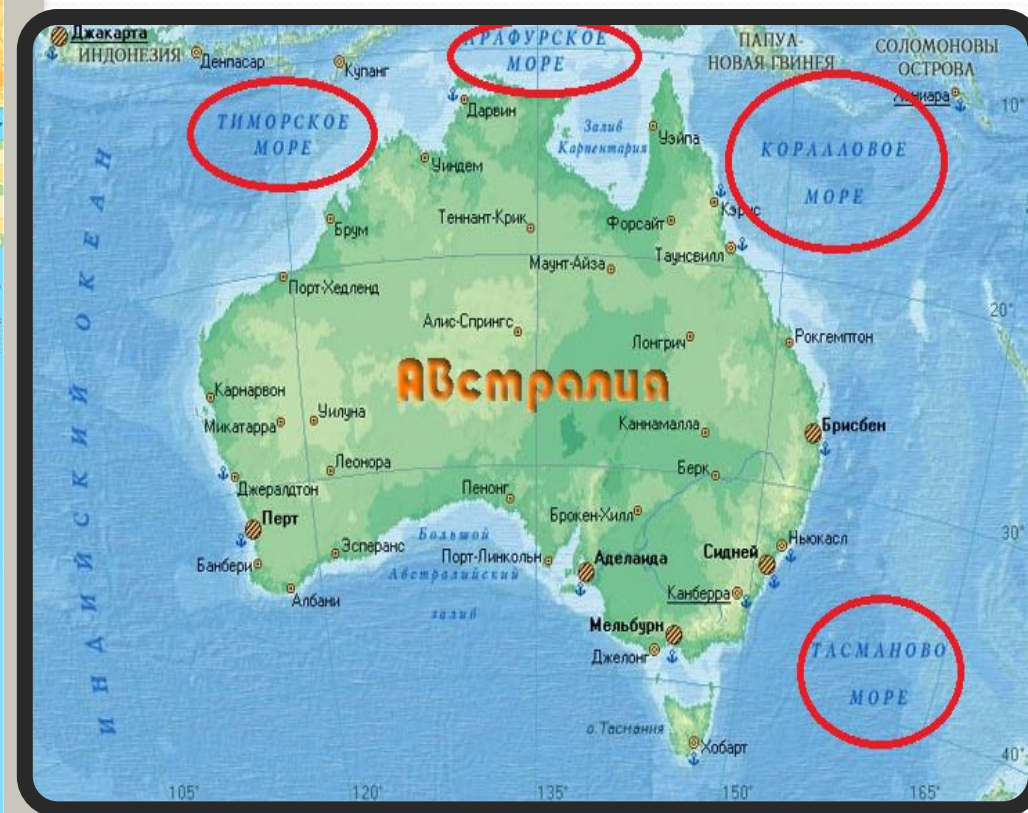 Джакарта
ИНДОНЕЗИЯ
Денпасар
Купанг
АРАФУРСКОЕ
МОРЕ
ПАПУА-
НОВАЯ ГВИНЕЯ
СОЛОМОНОВЫ
ОСТРОВА
Хониара
10°
ТИМОРСКОЕ
МОРЕ
Дарвин
Залив
Карпентария
Уэйпа
КОРАЛЛОВОЕ
МОРЕ
Уиндем
Брум
Теннант-Крик
Форсайт
Кэрнс
Таунсвилл
Маунт-Айза
Порт-Хедленд
20°
Алис-Спрингс
Лонгрич
Рокгемптон
АВстралия
Карнарвон
Микатарра
Уилуна
Каннамалла
Брисбен
Леонора
Берк
Джералдтон
Пенонг
Брокен-Хилл
Перт
Эсперанс
Большой
Австралийский
залив
Порт-Линкольн
Аделаида
Сидней
Ньюкасл
30°
Банбери
Албани
Канберра
Мельбурн
Джелонг
ТАСМАНОВО
МОРЕ
о.Тасмания
Хобарт
40°
ИНДИЙСКИЙ ОКЕАН
105°
120°
135°
150°
165°